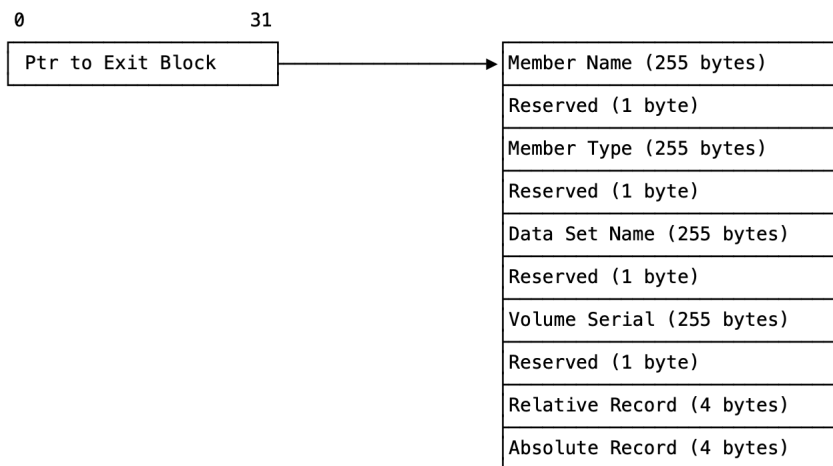 0 31
Ptr to Exit Block
Member Name (255 bytes)
Reserved (1 byte)
Member Type (255 bytes)
Reserved (1 byte)
Data Set Name (255 bytes)
Reserved (1 byte)
Volume Serial (255 bytes)
Reserved (1 byte)
Relative Record (4 bytes)
Absolute Record (4 bytes)